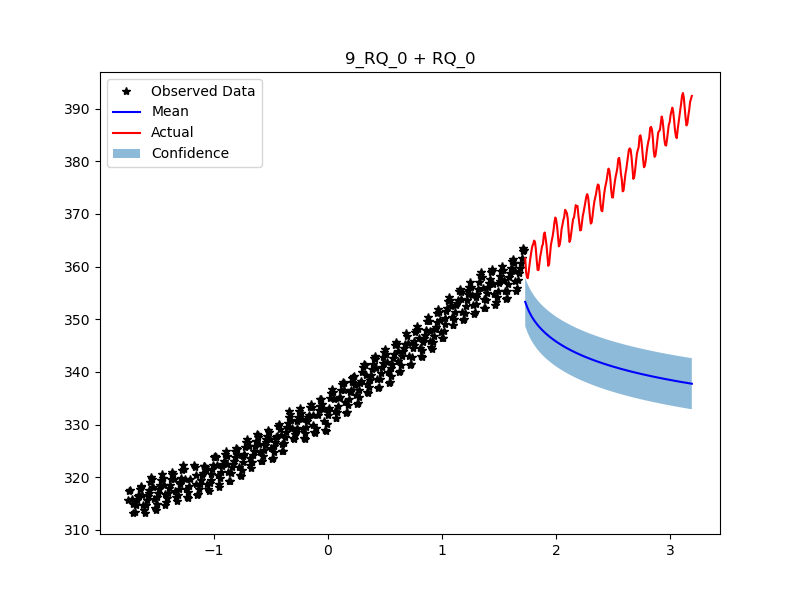 9_RQ_0 + RQ_0
Observed Data
Mean
Actual
Confidence
390
380
370
360
350
340
330
320
310
−1
0
1
2
3